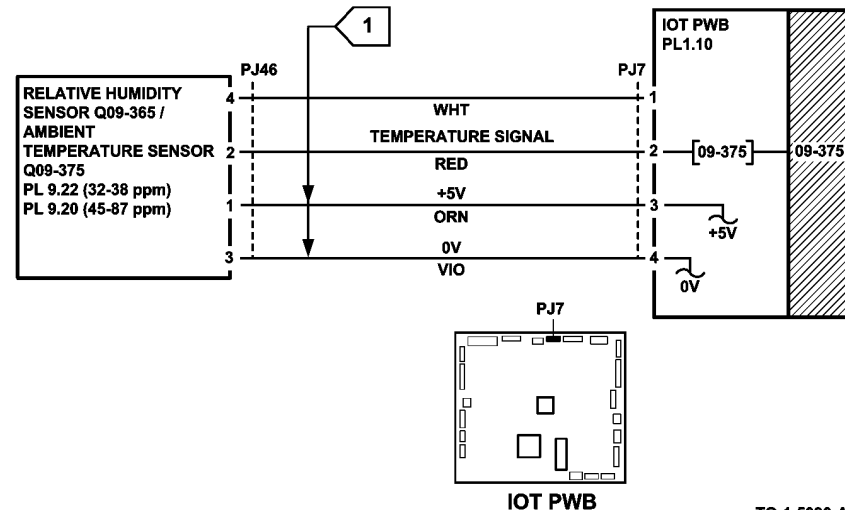 1
IOT PWB
PL1.10
PJ46
PJ7
RELATIVE HUMIDITY
SENSOR Q09-365 /
AMBIENT
TEMPERATURE SENSOR
Q09-375
PL 9.22 (32-38 ppm)
PL 9.20 (45-87 ppm)
4
WHT
1
TEMPERATURE SIGNAL
2
RED
2
09-375
09-375
+5V
1
ORN
3
+5V
0V
3
VIO
4
0V
PJ7
IOT PWB